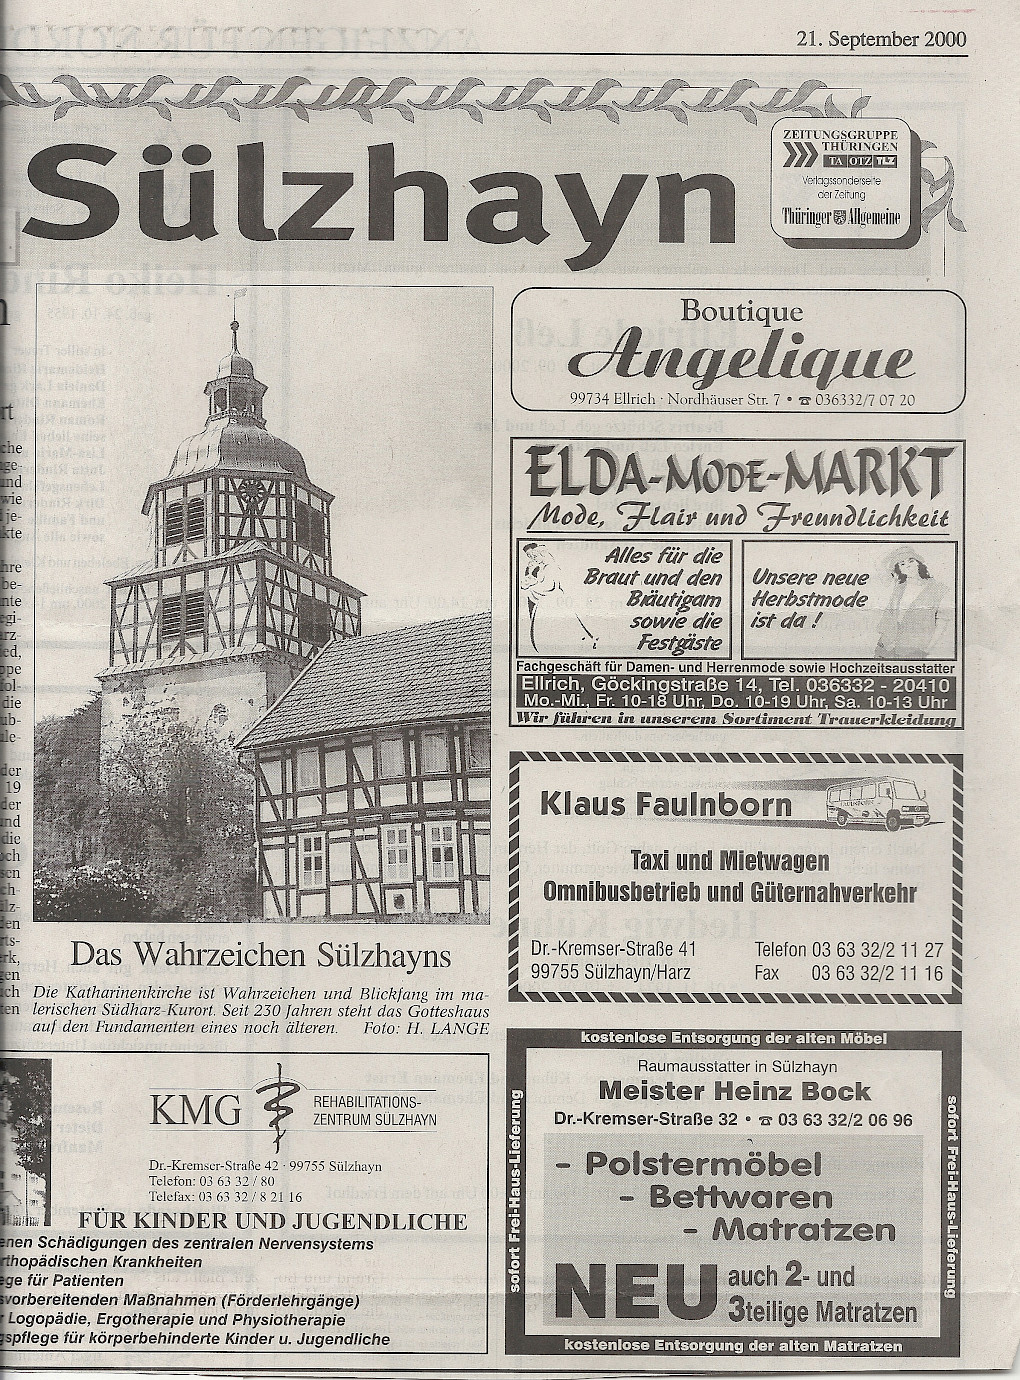 21. September 2000
Sülzhayn
ZEITUNGSGRUPPE
THÜRINGEN
TA OTZ TLZ
Verlagssonderseite
der Zeitung
Thüringer Allgemeine
Das Wahrzeichen Sülzhayns
Die Katharinenkirche ist Wahrzeichen und Blickfang im ma-
lerischen Südharz-Kurort. Seit 230 Jahren steht das Gotteshaus
auf den Fundamenten eines noch älteren. Foto: H. LANGE
KMG
REHABILITATIONS-
ZENTRUM SÜLZHAYN
Dr.-Kremser-Straße 42 · 99755 Sülzhayn
Telefon: 03 63 32 / 80
Telefax: 03 63 32 / 8 21 16
FÜR KINDER UND JUGENDLICHE
enen Schädigungen des zentralen Nervensystems
rthopädischen Krankheiten
ege für Patienten
svorbereitenden Maßnahmen (Förderlehrgänge)
r Logopädie, Ergotherapie und Physiotherapie
gspflege für körperbehinderte Kinder u. Jugendliche
Boutique
Angelique
99734 Ellrich · Nordhäuser Str. 7 • ☎ 036332/7 07 20
ELDA-MODE-MARKT
Mode, Flair und Freundlichkeit
Alles für die
Braut und den
Bräutigam
sowie die
Festgäste
Unsere neue
Herbstmode
ist da !
Fachgeschäft für Damen- und Herrenmode sowie Hochzeitsausstatter
Ellrich, Göckingstraße 14, Tel. 036332 - 20410
Mo.-Mi., Fr. 10-18 Uhr, Do. 10-19 Uhr, Sa. 10-13 Uhr
Wir führen in unserem Sortiment Trauerkleidung
Klaus Faulnborn
Taxi und Mietwagen
Omnibusbetrieb und Güternahverkehr
Dr.-Kremser-Straße 41
99755 Sülzhayn/Harz
Telefon 03 63 32/2 11 27
Fax 03 63 32/2 11 16
kostenlose Entsorgung der alten Möbel
sofort Frei-Haus-Lieferung
Raumausstatter in Sülzhayn
Meister Heinz Bock
Dr.-Kremser-Straße 32 • ☎ 03 63 32/2 06 96
- Polstermöbel
- Bettwaren
- Matratzen
NEU auch 2- und
3teilige Matratzen
sofort Frei-Haus-Lieferung
kostenlose Entsorgung der alten Matratzen